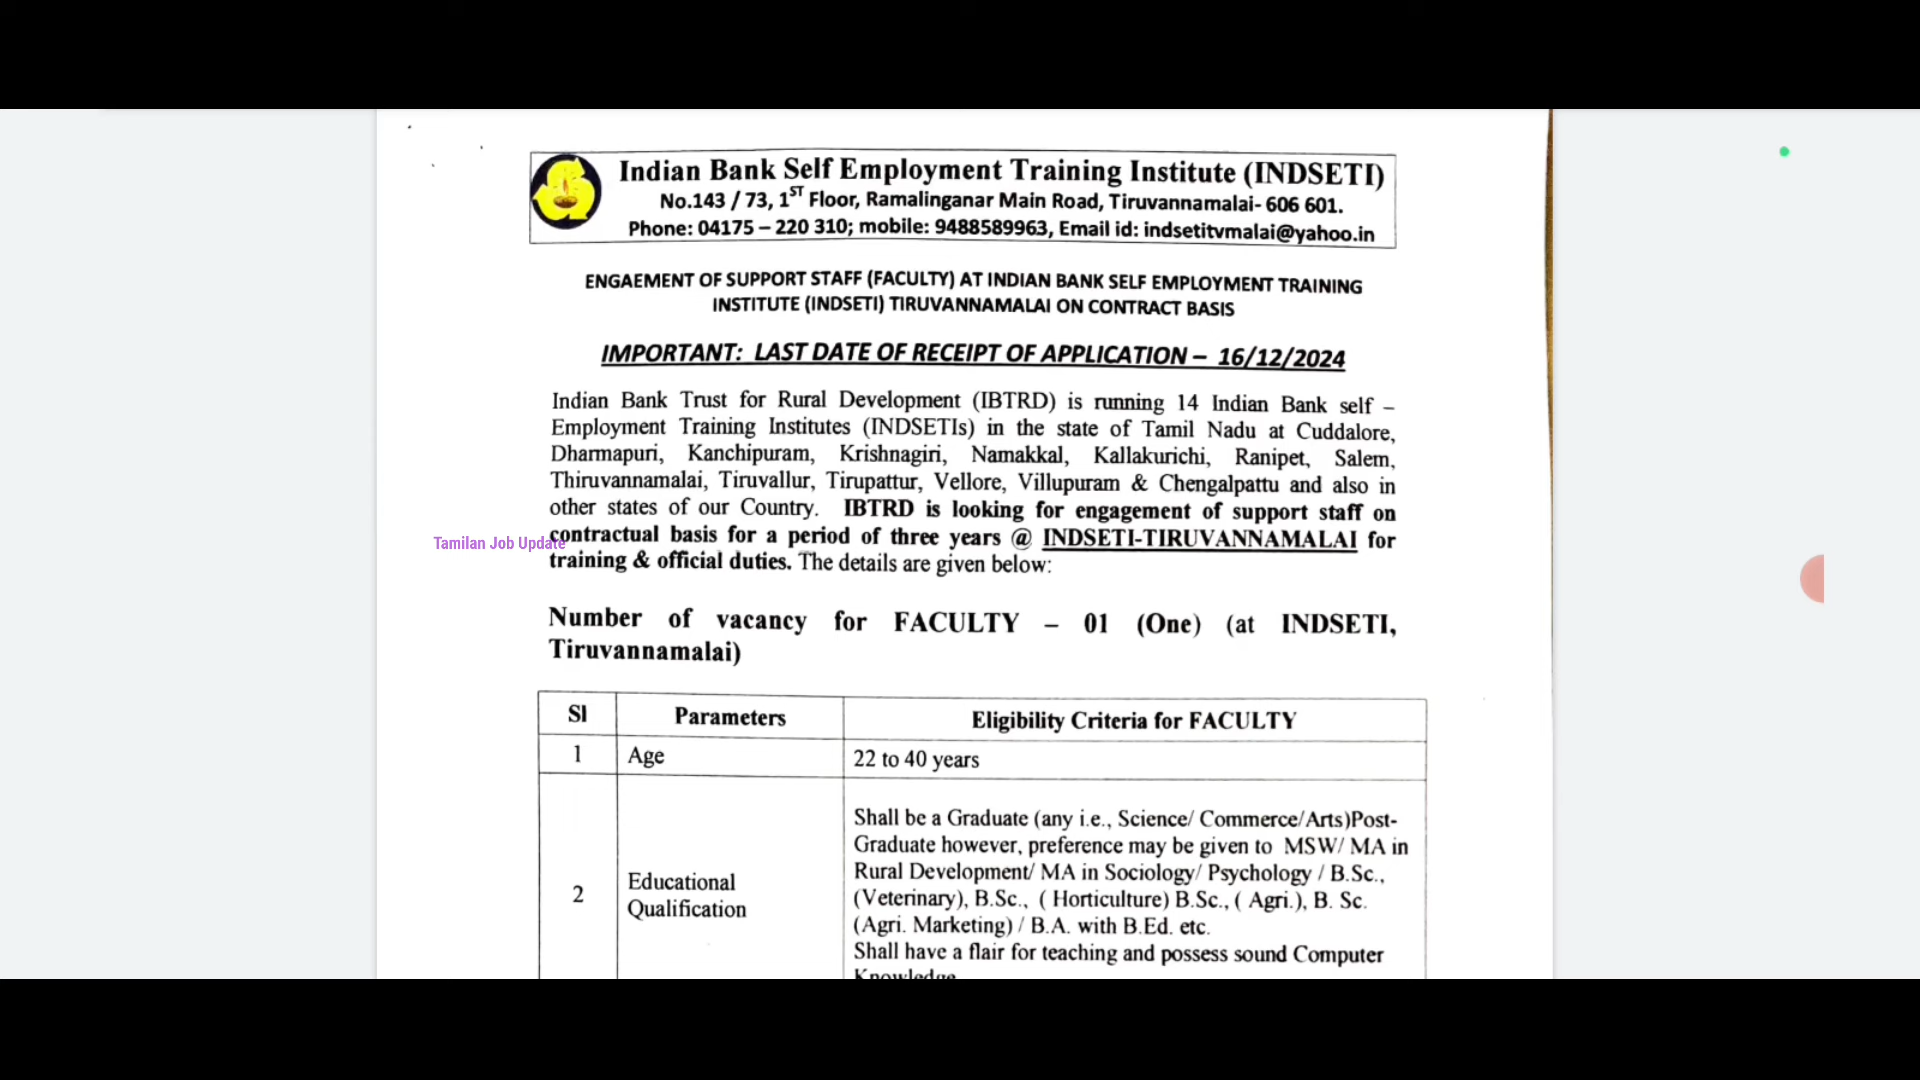 Indian Bank Self Employment Training Institute (INDSETI)
No.143 / 73, 1ST Floor, Ramalinganar Main Road, Tiruvannamalai- 606 601.
Phone: 04175 – 220 310; mobile: 9488589963, Email id: indsetitvmalai@yahoo.in
ENGAEMENT OF SUPPORT STAFF (FACULTY) AT INDIAN BANK SELF EMPLOYMENT TRAINING
INSTITUTE (INDSETI) TIRUVANNAMALAI ON CONTRACT BASIS
IMPORTANT: LAST DATE OF RECEIPT OF APPLICATION – 16/12/2024
Indian Bank Trust for Rural Development (IBTRD) is running 14 Indian Bank self –
Employment Training Institutes (INDSETIs) in the state of Tamil Nadu at Cuddalore,
Dharmapuri, Kanchipuram, Krishnagiri, Namakkal, Kallakurichi, Ranipet, Salem,
Thiruvannamalai, Tiruvallur, Tirupattur, Vellore, Villupuram & Chengalpattu and also in
other states of our Country. IBTRD is looking for engagement of support staff on
contractual basis for a period of three years @ INDSETI-TIRUVANNAMALAI for
Tamilan Job Update
training & official duties. The details are given below:
Number of vacancy for FACULTY – 01 (One) (at INDSETI,
Tiruvannamalai)
Sl Parameters Eligibility Criteria for FACULTY
1 Age 22 to 40 years
2 Educational Qualification
Shall be a Graduate (any i.e., Science/ Commerce/Arts)Post-
Graduate however, preference may be given to MSW/ MA in
Rural Development/ MA in Sociology/ Psychology / B.Sc.,
(Veterinary), B.Sc., ( Horticulture) B.Sc., ( Agri.), B. Sc.
(Agri. Marketing) / B.A. with B.Ed. etc.
Shall have a flair for teaching and possess sound Computer
Knowledge